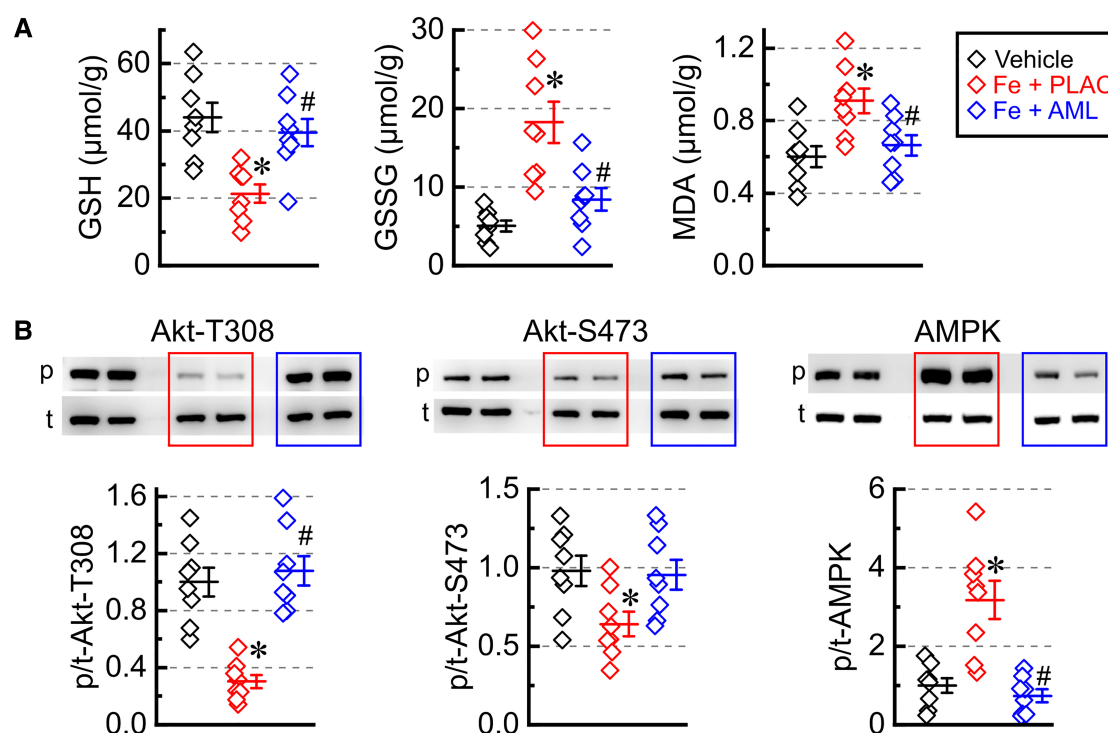 A
GSH (μmol/g)
60
40
20
0
*
#
GSSG (μmol/g)
30
20
10
0
*
#
MDA (μmol/g)
1.2
0.8
0.4
0.0
*
#
Vehicle
Fe + PLAC
Fe + AML
B
Akt-T308
p
t
p/t-Akt-T308
1.6
1.2
0.8
0.4
0.0
*
#
Akt-S473
p
t
p/t-Akt-S473
1.5
1.0
0.5
0.0
*
AMPK
p
t
p/t-AMPK
6
4
2
0
*
#